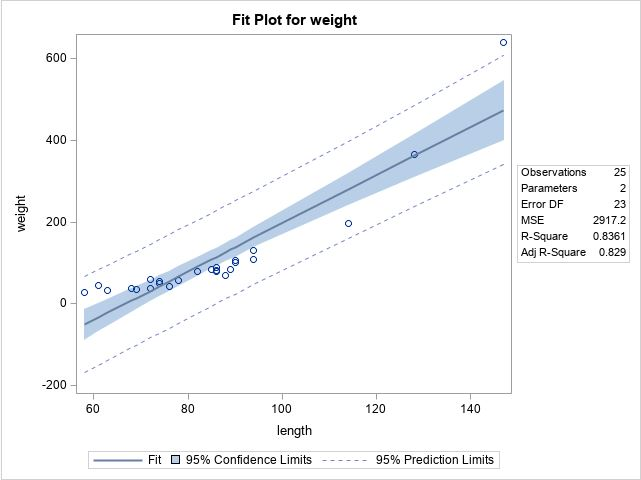 Fit Plot for weight
600
400
200
0
-200
weight
60
80
100
120
140
length
Observations 25
Parameters 2
Error DF 23
MSE 2917.2
R-Square 0.8361
Adj R-Square 0.829
Fit 95% Confidence Limits 95% Prediction Limits